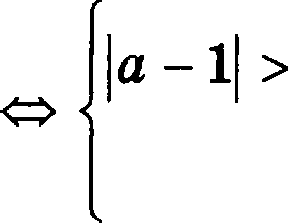 ⇔ { |a − 1| >